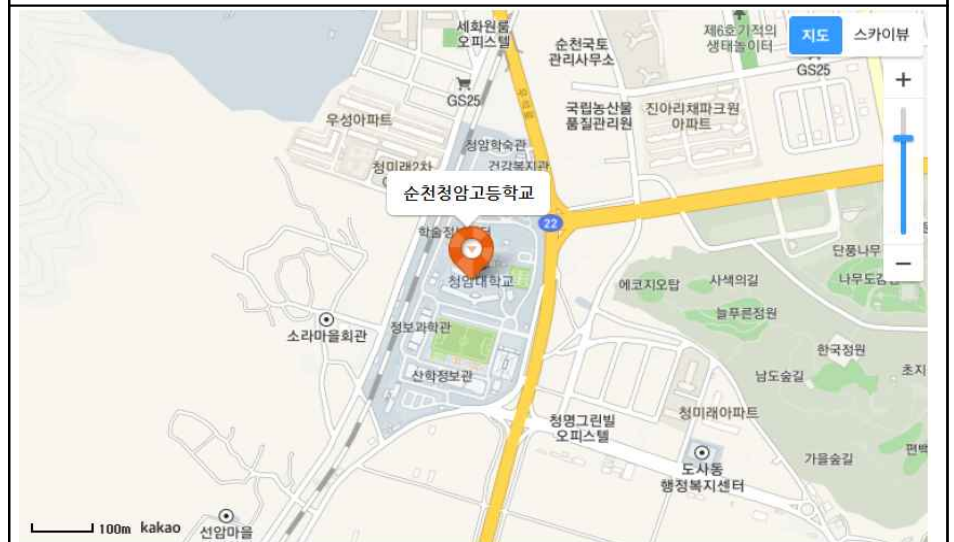 세화원룸
오피스텔
순천국토
관리사무소
제6호기적의
생태놀이터
지도
스카이뷰
GS25
+
GS25
우석로
우성아파트
국립농산물
품질관리원
진아리채파크원
아파트
청암학숙관
청미래2차
건강복지관
순천청암고등학교
22
학술정
단풍나무
−
청암대학교
에코지오탑
사색의길
나무도감
늘푸른정원
소라마을회관
정보과학관
한국정원
산학정보관
남도숲길
초지
청명그린빌
오피스텔
청미래아파트
도사동
행정복지센터
가을숲길
편백
100m kakao
선암마을